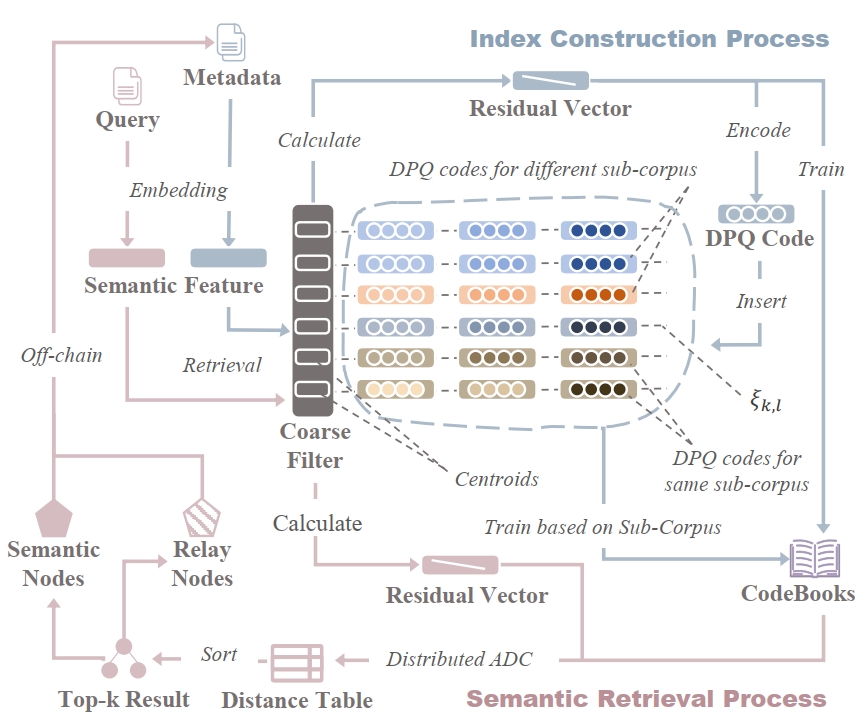 Index Construction Process
Metadata
Query
Residual Vector
Calculate
Encode
DPQ codes for different sub-corpus
Train
Embedding
DPQ Code
Semantic Feature
Insert
Off-chain
Retrieval
ξk,l
Coarse
Filter
Centroids
DPQ codes for
same sub-corpus
Calculate
Train based on Sub-Corpus
Semantic
Nodes
Relay
Nodes
Residual Vector
CodeBooks
Sort
Distributed ADC
Top-k Result
Distance Table
Semantic Retrieval Process